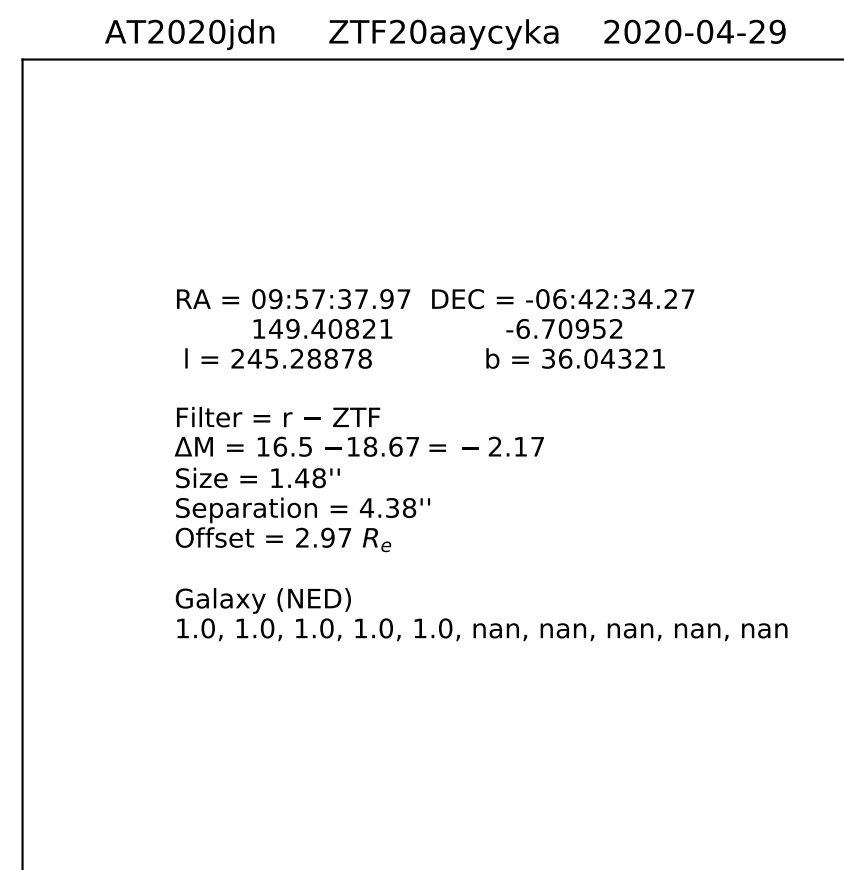 AT2020jdn ZTF20aaycyka 2020-04-29
RA = 09:57:37.97 DEC = -06:42:34.27
149.40821 -6.70952
l = 245.28878 b = 36.04321
Filter = r − ZTF
ΔM = 16.5 −18.67 = − 2.17
Size = 1.48''
Separation = 4.38''
Offset = 2.97 Re
Galaxy (NED)
1.0, 1.0, 1.0, 1.0, 1.0, nan, nan, nan, nan, nan